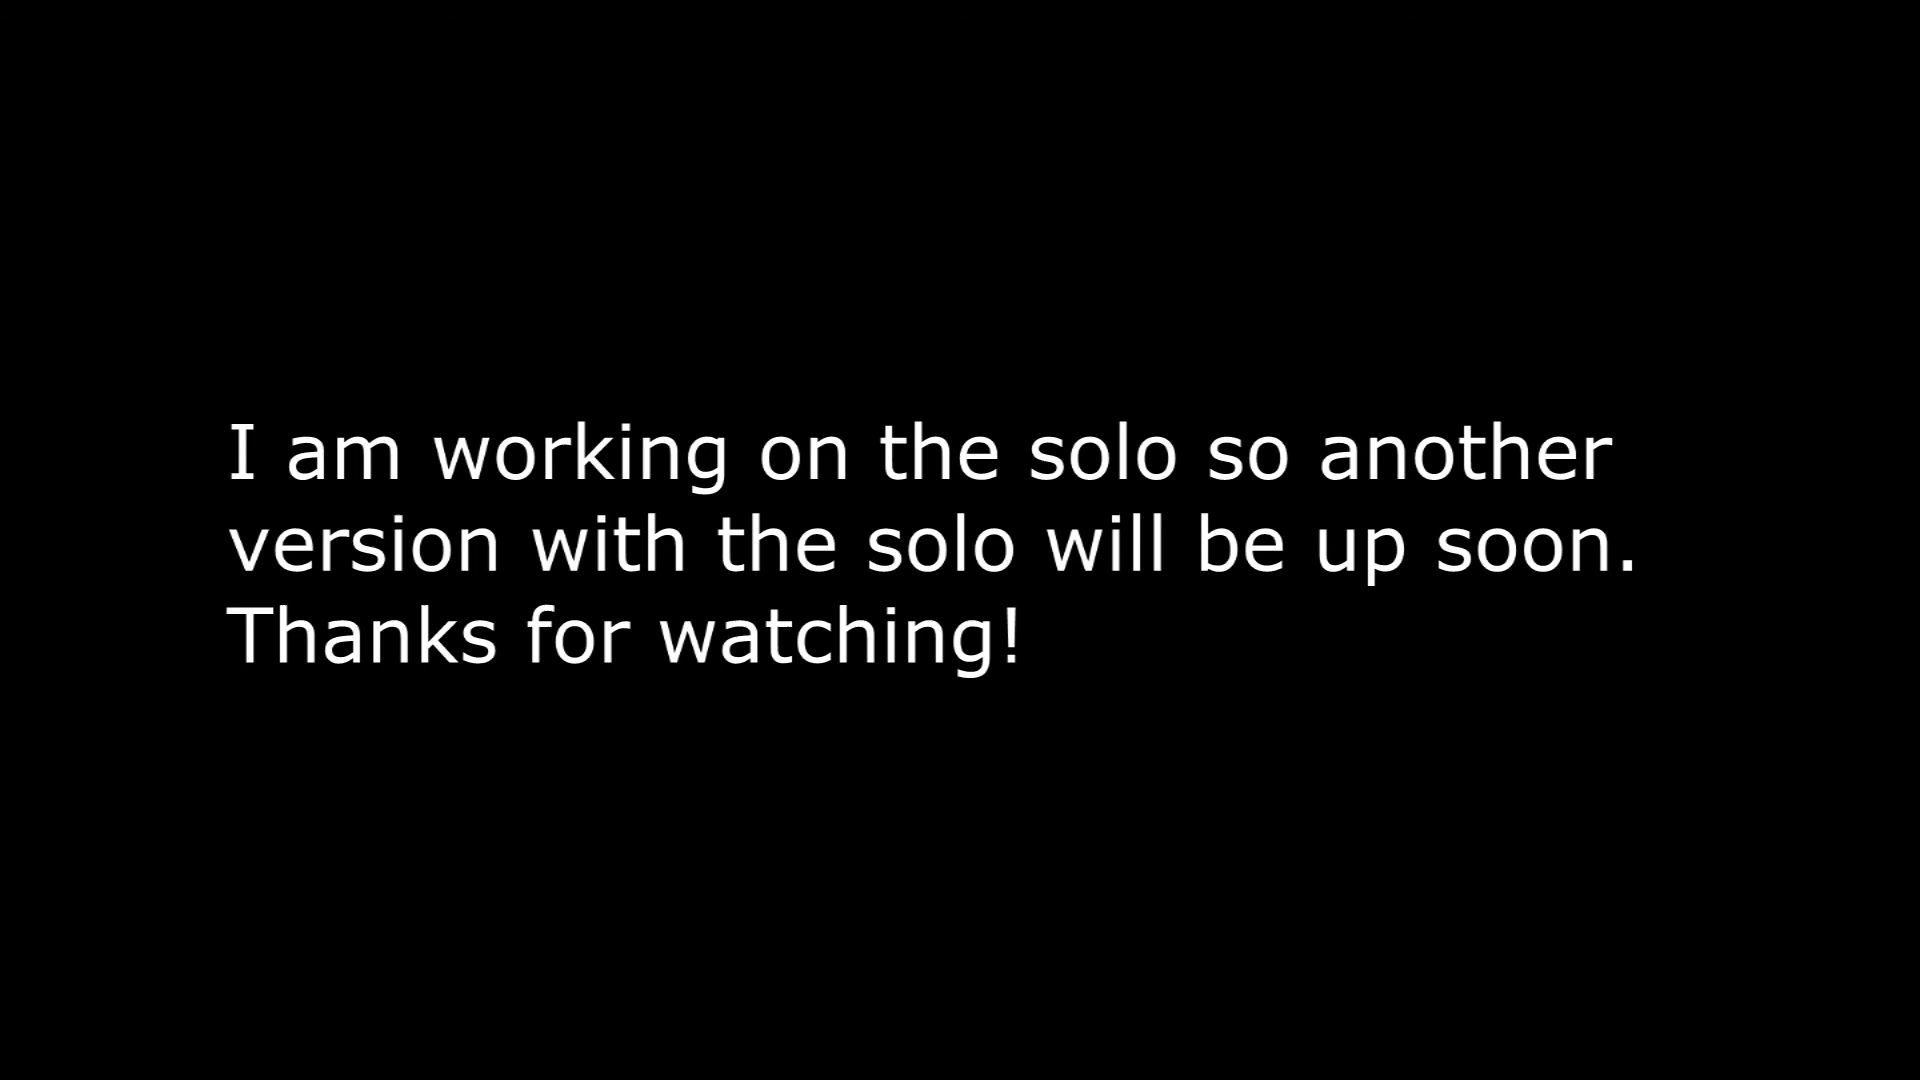 I am working on the solo so another
version with the solo will be up soon.
Thanks for watching!